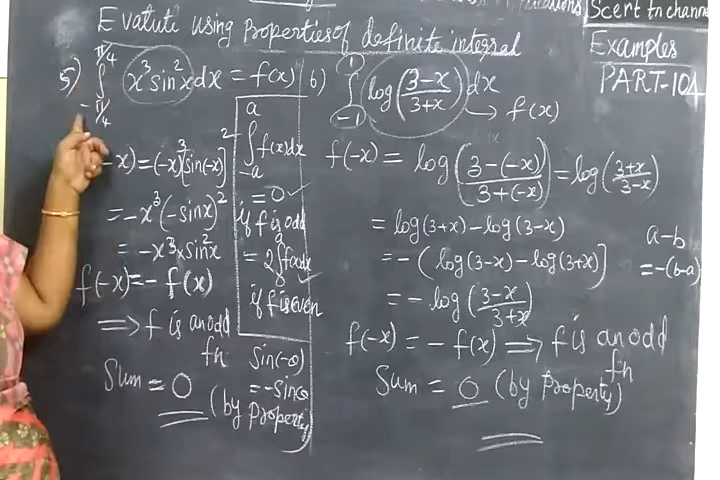 Scert tn channel
Evalute using Properties of definite integral
Examples
PART-104
5) ∫_{-π/4}^{π/4} x³ sin²x dx = f(x)
-x) = (-x)³ [sin(-x)]²
= -x³ (-sin x)²
= -x³ × sin²x
f(-x) = - f(x)
⟹ f is an odd
fn
Sum = 0 (by Property)
∫_{-a}^{a} f(x)dx
= 0 ✓
if f is odd
= 2∫f(x)dx ✓
if f is even
sin(-θ)
= -sinθ
6) ∫_{-1}^{1} log((3-x)/(3+x)) dx
→ f(x)
f(-x) = log((3-(-x))/(3+(-x))) = log((3+x)/(3-x))
= log(3+x) - log(3-x)
= - (log(3-x) - log(3+x)]
= - log((3-x)/(3+x))
f(-x) = - f(x) ⟹ f is an odd
fn
Sum = 0 (by Property)
a-b
= -(b-a)